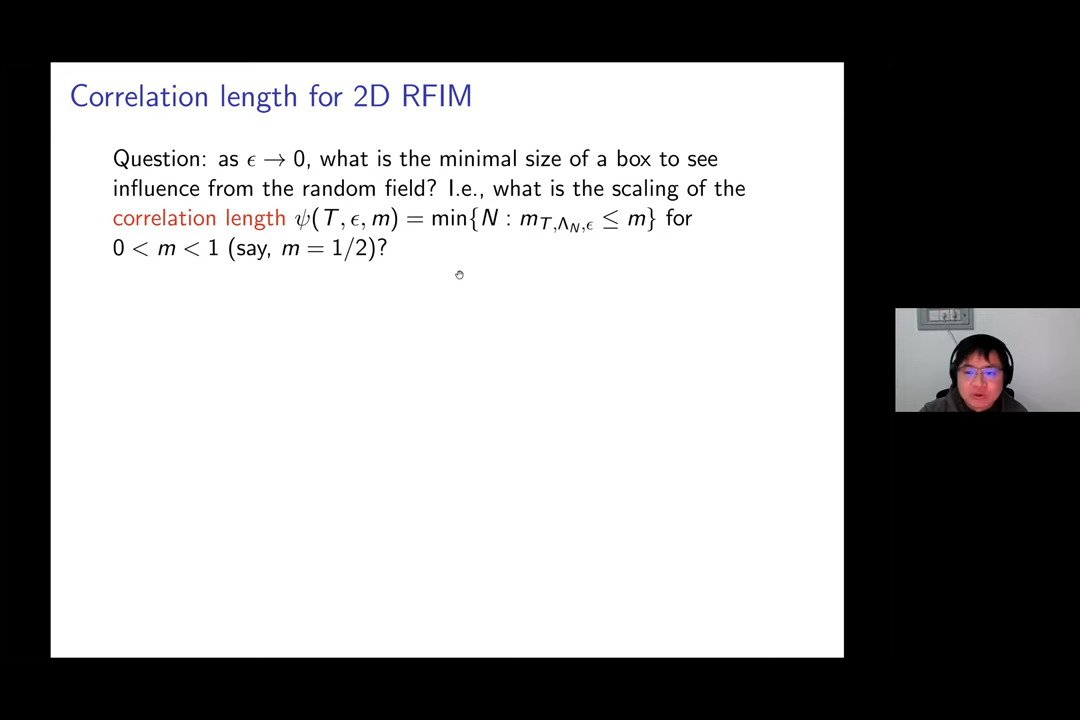 Correlation length for 2D RFIM
Question: as ϵ → 0, what is the minimal size of a box to see
influence from the random field? I.e., what is the scaling of the
correlation length ψ(T, ϵ, m) = min{N : m_{T,Λ_N,ϵ} ≤ m} for
0 < m < 1 (say, m = 1/2)?